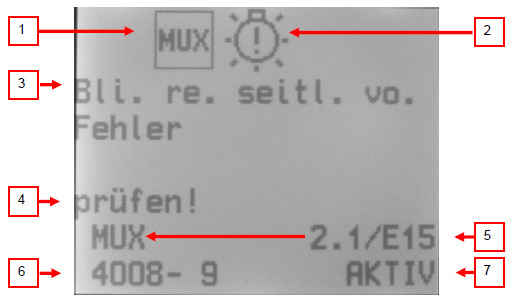 1 MUX ! 2
3 Bli. re. seitl. vo.
Fehler
4 prüfen!
MUX 2.1/E15 5
6 4008- 9 AKTIV 7